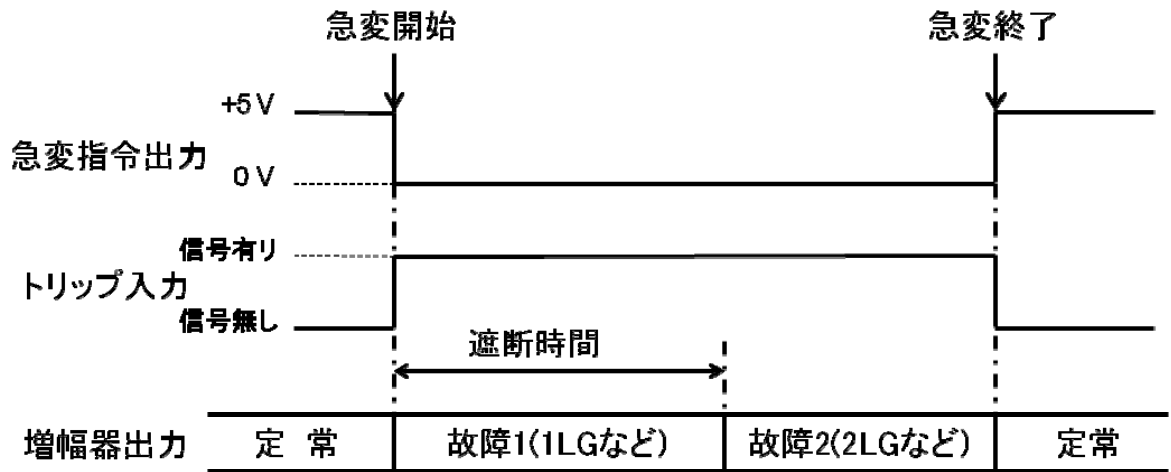 急変開始
急変終了
+5V
急変指令出力
0V
信号有り
トリップ入力
信号無し
遮断時間
増幅器出力 定 常 故障1(1LGなど) 故障2(2LGなど) 定常